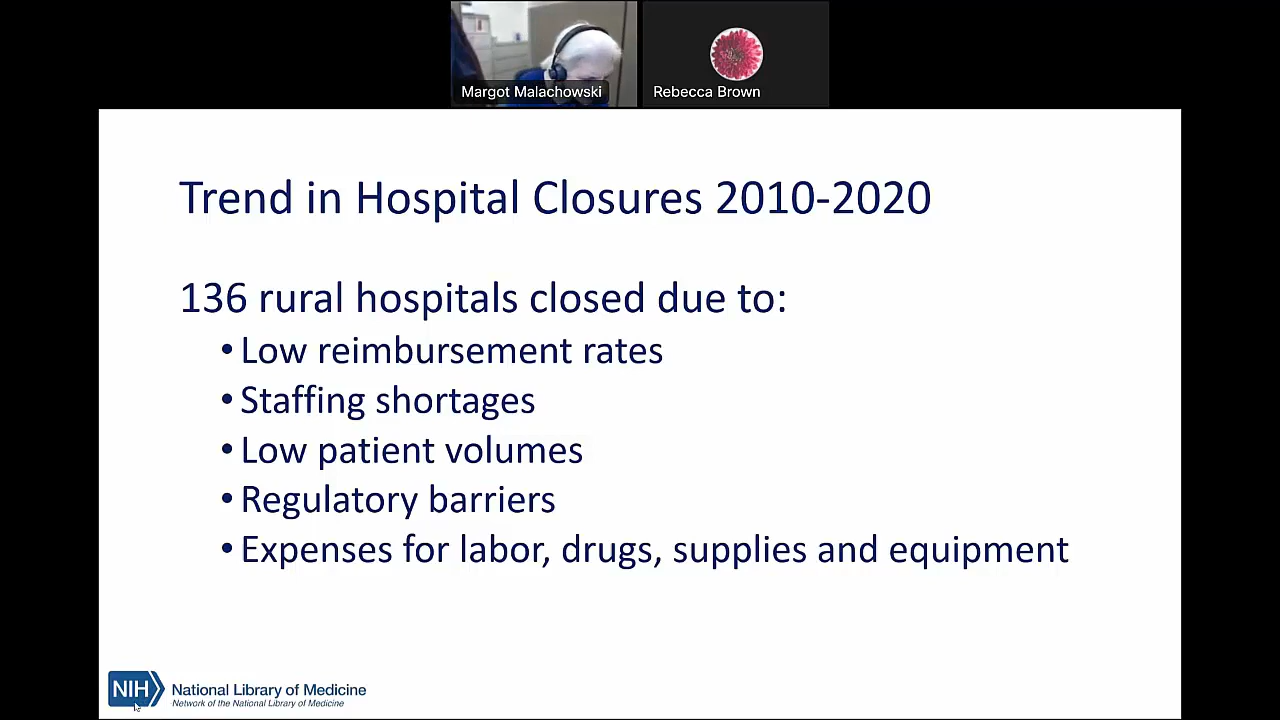 Margot Malachowski
Rebecca Brown
Trend in Hospital Closures 2010-2020
136 rural hospitals closed due to:
• Low reimbursement rates
• Staffing shortages
• Low patient volumes
• Regulatory barriers
• Expenses for labor, drugs, supplies and equipment
NIH National Library of Medicine
Network of the National Library of Medicine